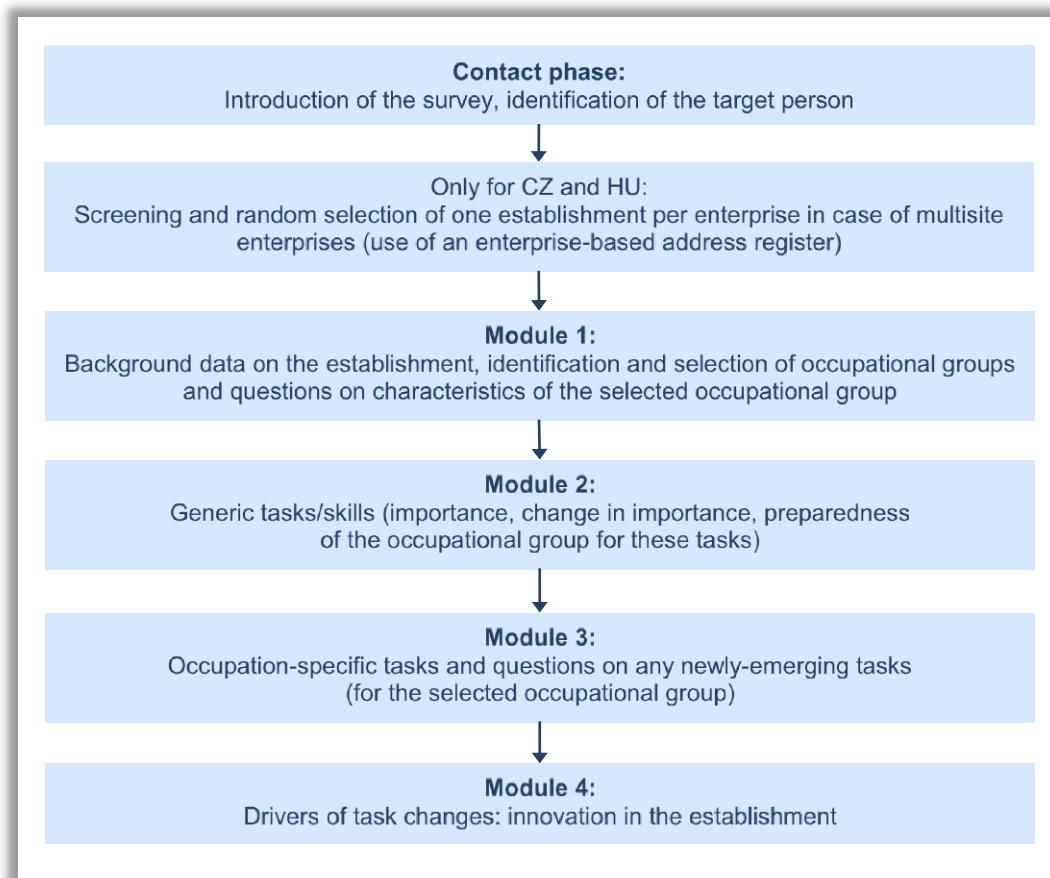 Contact phase:
Introduction of the survey, identification of the target person
Only for CZ and HU:
Screening and random selection of one establishment per enterprise in case of multisite
enterprises (use of an enterprise-based address register)
Module 1:
Background data on the establishment, identification and selection of occupational groups
and questions on characteristics of the selected occupational group
Module 2:
Generic tasks/skills (importance, change in importance, preparedness
of the occupational group for these tasks)
Module 3:
Occupation-specific tasks and questions on any newly-emerging tasks
(for the selected occupational group)
Module 4:
Drivers of task changes: innovation in the establishment